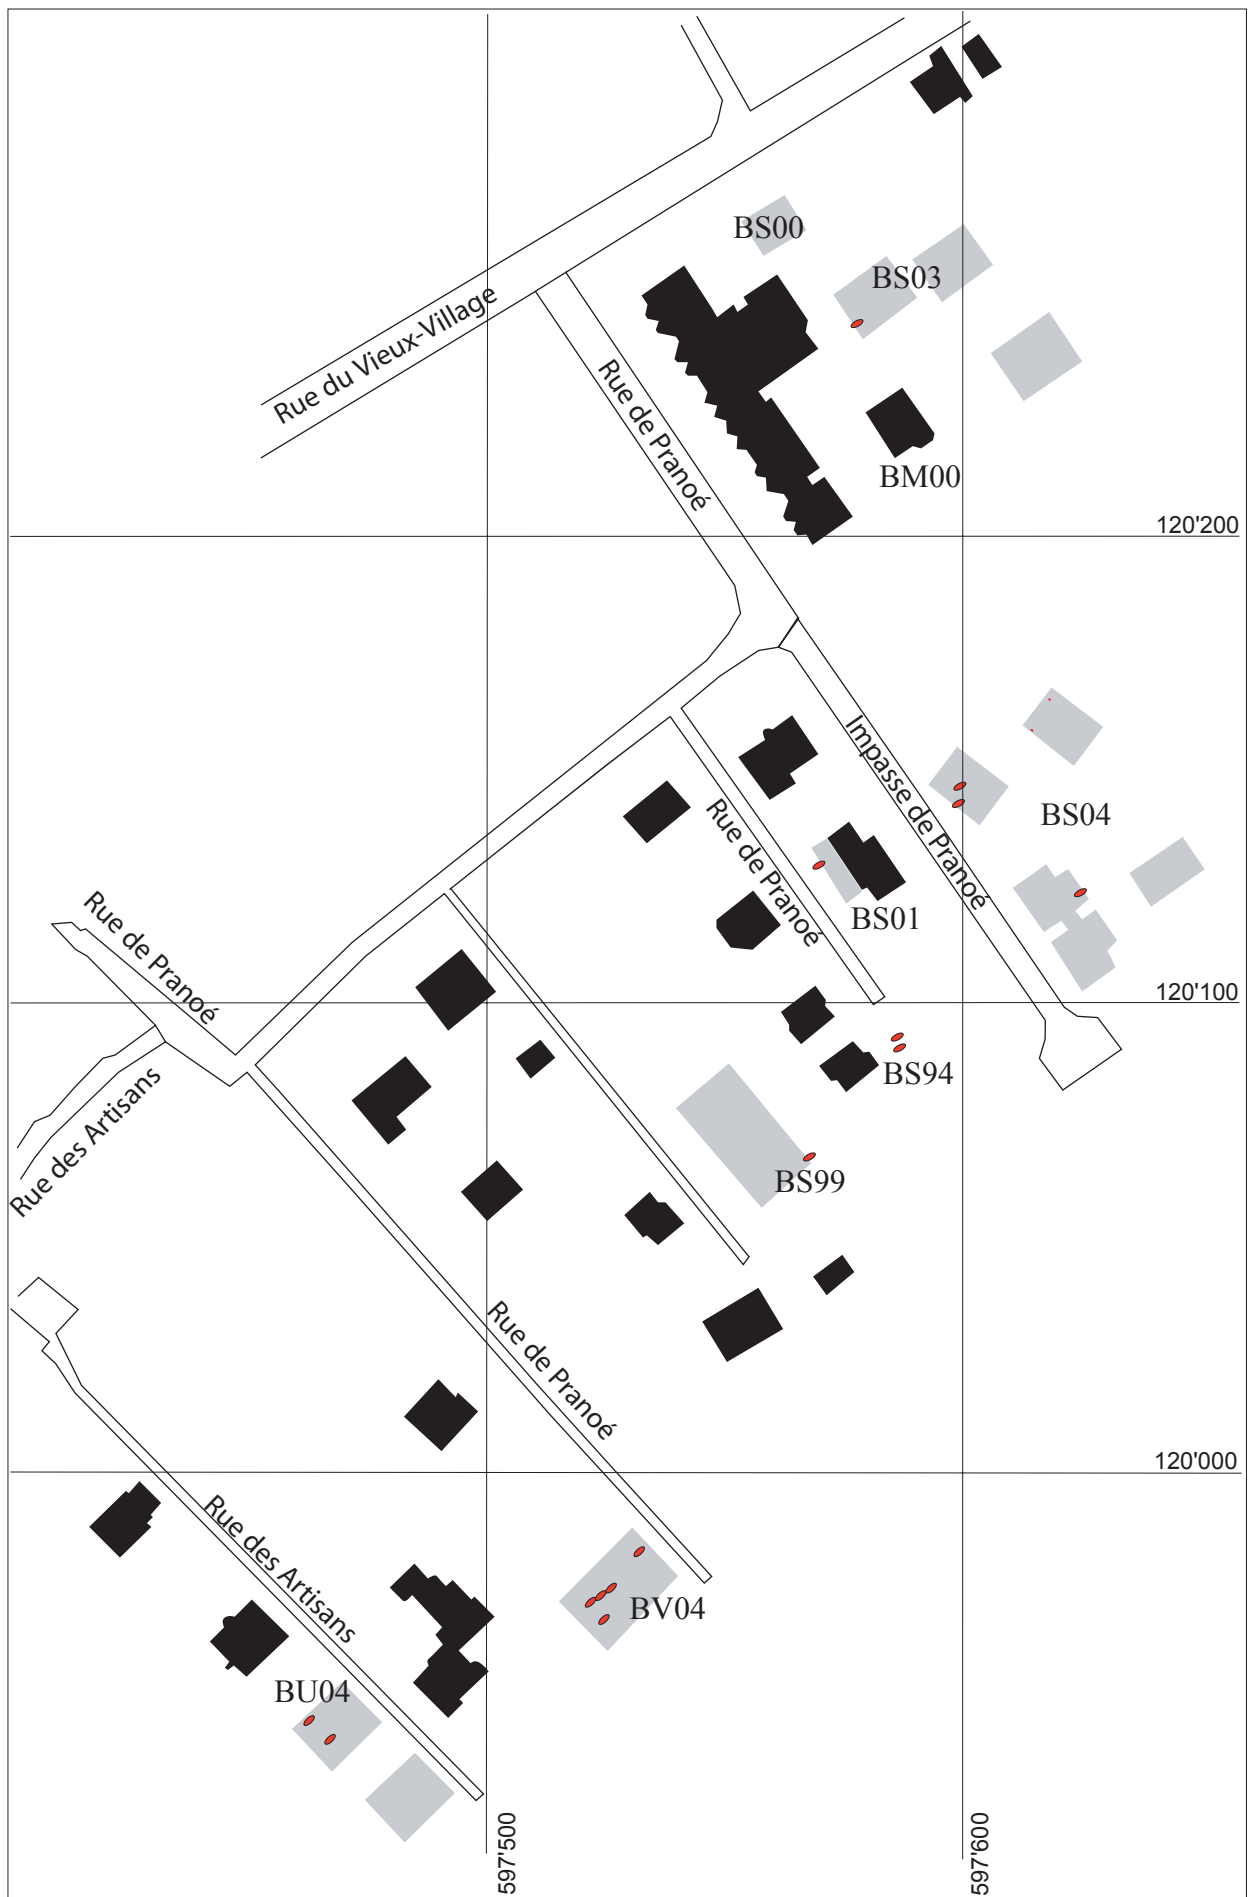 BS00
BS03
Rue du Vieux-Village
Rue de Pranoé
BM00
120'200
Impasse de Pranoé
BS04
Rue de Pranoé
BS01
Rue de Pranoé
120'100
BS94
Rue des Artisans
BS99
Rue de Pranoé
120'000
Rue des Artisans
BV04
BU04
597'500
597'600